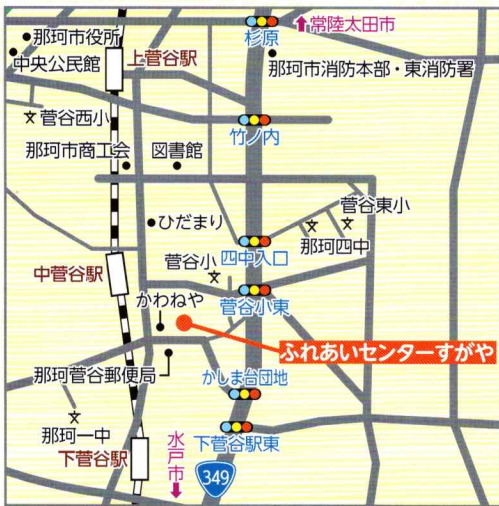 常陸太田市
那珂市役所
杉原
中央公民館
上菅谷駅
那珂市消防本部・東消防署
菅谷西小
竹ノ内
那珂市商工会
図書館
菅谷東小
ひだまり
那珂四中
四中入口
中菅谷駅
菅谷小
菅谷小東
かわねや
ふれあいセンターすがや
那珂菅谷郵便局
かしま台団地
那珂一中
水戸市
下菅谷駅東
下菅谷駅
349